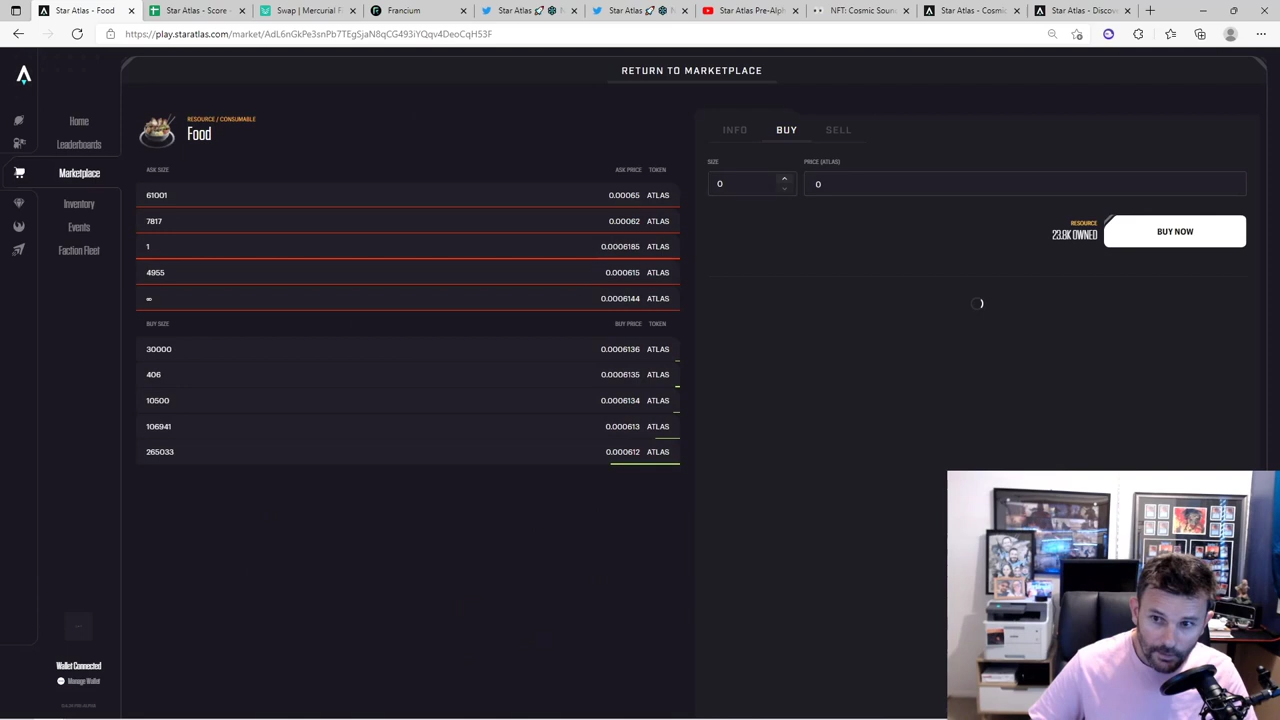 Star Atlas - Food
Star Atlas - Score -
Swap | Mercurial F
Francium
Star Atlas
Star Atlas
Star Atlas Pre-Alph
NFT: Cosmic Soun
Star Atlas - Cosmic
Star Atlas - Discov
https://play.staratlas.com/market/AdL6nGkPe3snPb7TEgSjaN8qCG493iYQqv4DeoCqH53F
RETURN TO MARKETPLACE
Home
Leaderboards
Marketplace
Inventory
Events
Faction Fleet
Wallet Connected
Manage Wallet
RESOURCE / CONSUMABLE
Food
ASK SIZE ASK PRICE TOKEN
61001 0.00065 ATLAS
7817 0.00062 ATLAS
1 0.0006185 ATLAS
4955 0.000615 ATLAS
∞ 0.0006144 ATLAS
BUY SIZE BUY PRICE TOKEN
30000 0.0006136 ATLAS
406 0.0006135 ATLAS
10500 0.0006134 ATLAS
106941 0.000613 ATLAS
265033 0.000612 ATLAS
INFO BUY SELL
SIZE PRICE (ATLAS)
0 0
RESOURCE
23.8K OWNED
BUY NOW